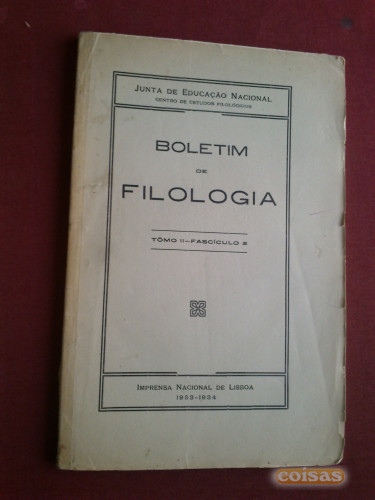 JUNTA DE EDUCAÇÃO NACIONAL
CENTRO DE ESTUDOS FILOLÓGICOS
BOLETIM
DE
FILOLOGIA
TÔMO II—FASCÍCULO 2
IMPRENSA NACIONAL DE LISBOA
1933-1934
coisas